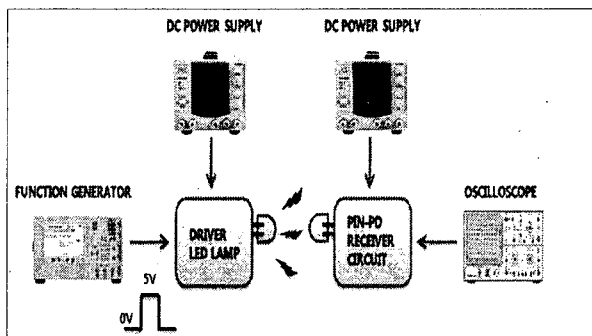 DC POWER SUPPLY
DC POWER SUPPLY
FUNCTION GENERATOR
OSCILLOSCOPE
DRIVER
LED LAMP
PIN-PD
RECEIVER
CIRCUIT
5V
0V